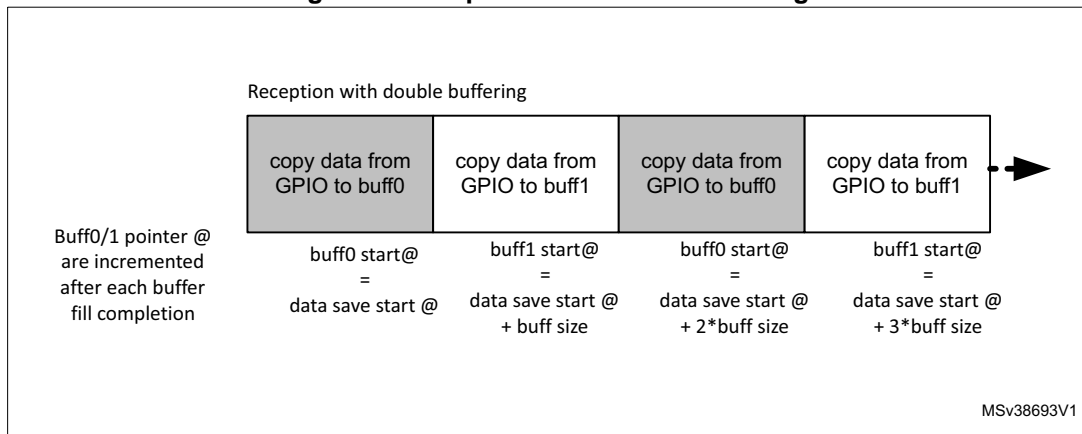 Reception with double buffering
copy data from
GPIO to buff0
copy data from
GPIO to buff1
copy data from
GPIO to buff0
copy data from
GPIO to buff1
Buff0/1 pointer @
are incremented
after each buffer
fill completion
buff0 start@
=
data save start @
buff1 start@
=
data save start @
+ buff size
buff0 start@
=
data save start @
+ 2*buff size
buff1 start@
=
data save start @
+ 3*buff size
MSv38693V1